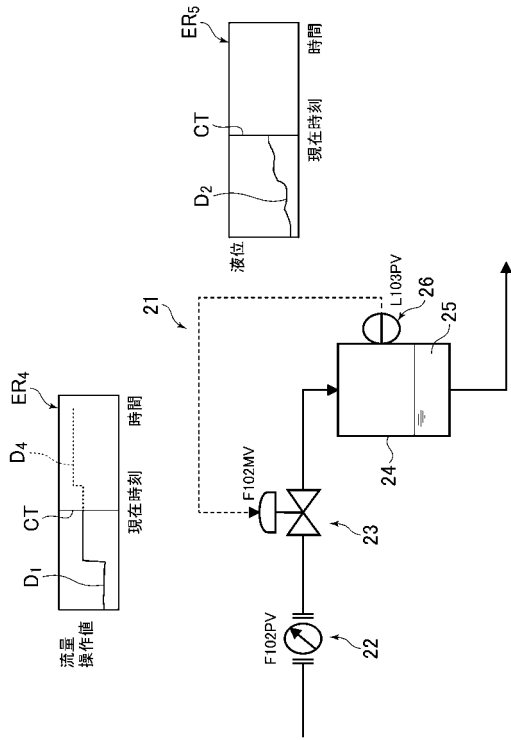 流量
操作値
D1
CT
D4
ER4
現在時刻
時間
液位
D2
CT
ER5
現在時刻
時間
21
F102PV
22
F102MV
23
24
25
L103PV
26